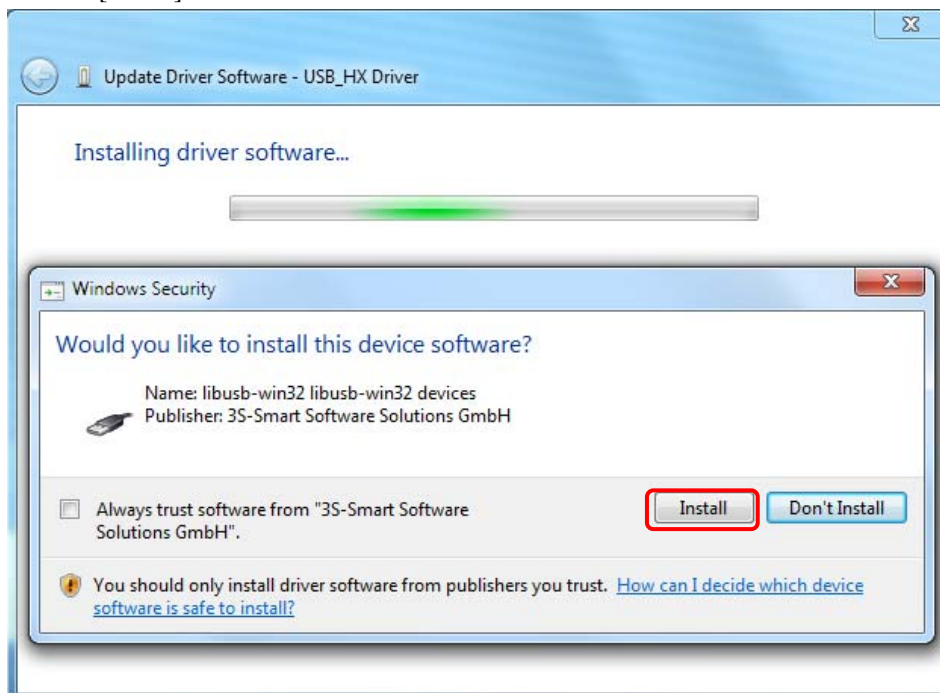 Update Driver Software - USB_HX Driver
Installing driver software...
Windows Security
Would you like to install this device software?
Name: libusb-win32 libusb-win32 devices
Publisher: 3S-Smart Software Solutions GmbH
Always trust software from "3S-Smart Software
Solutions GmbH".
Install
Don't Install
You should only install driver software from publishers you trust. How can I decide which device
software is safe to install?